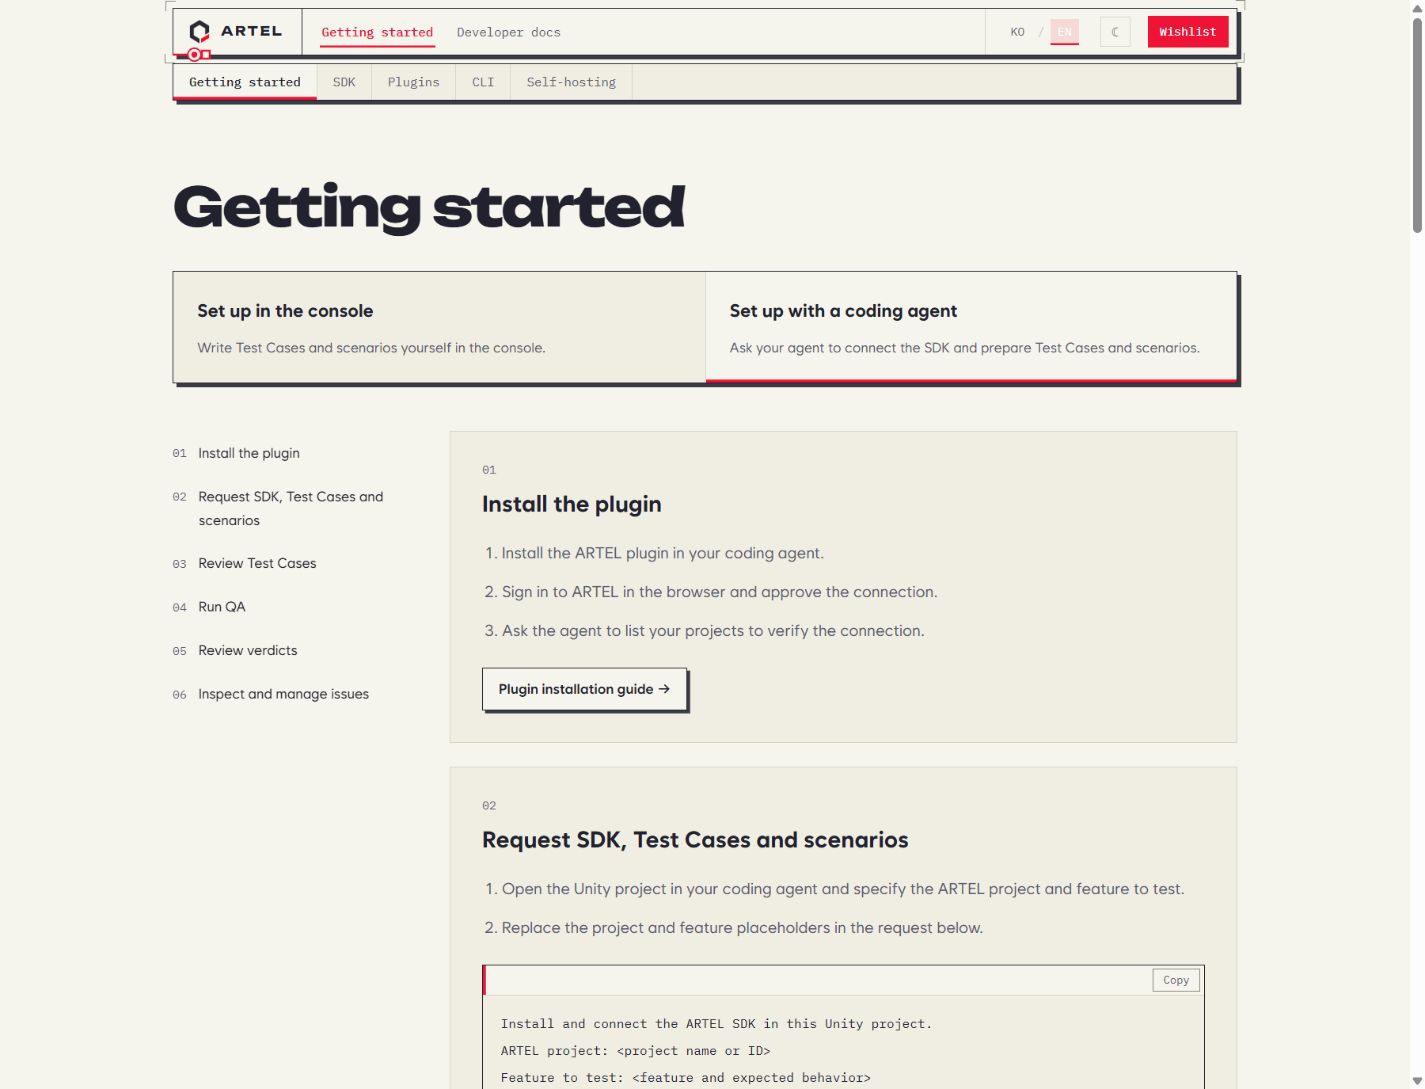 ARTEL
Getting started
Developer docs
KO / EN
Wishlist
Getting started
SDK
Plugins
CLI
Self-hosting
Getting started
Set up in the console
Write Test Cases and scenarios yourself in the console.
Set up with a coding agent
Ask your agent to connect the SDK and prepare Test Cases and scenarios.
01 Install the plugin
02 Request SDK, Test Cases and
scenarios
03 Review Test Cases
04 Run QA
05 Review verdicts
06 Inspect and manage issues
01
Install the plugin
1. Install the ARTEL plugin in your coding agent.
2. Sign in to ARTEL in the browser and approve the connection.
3. Ask the agent to list your projects to verify the connection.
Plugin installation guide →
02
Request SDK, Test Cases and scenarios
1. Open the Unity project in your coding agent and specify the ARTEL project and feature to test.
2. Replace the project and feature placeholders in the request below.
Copy
Install and connect the ARTEL SDK in this Unity project.
ARTEL project: <project name or ID>
Feature to test: <feature and expected behavior>